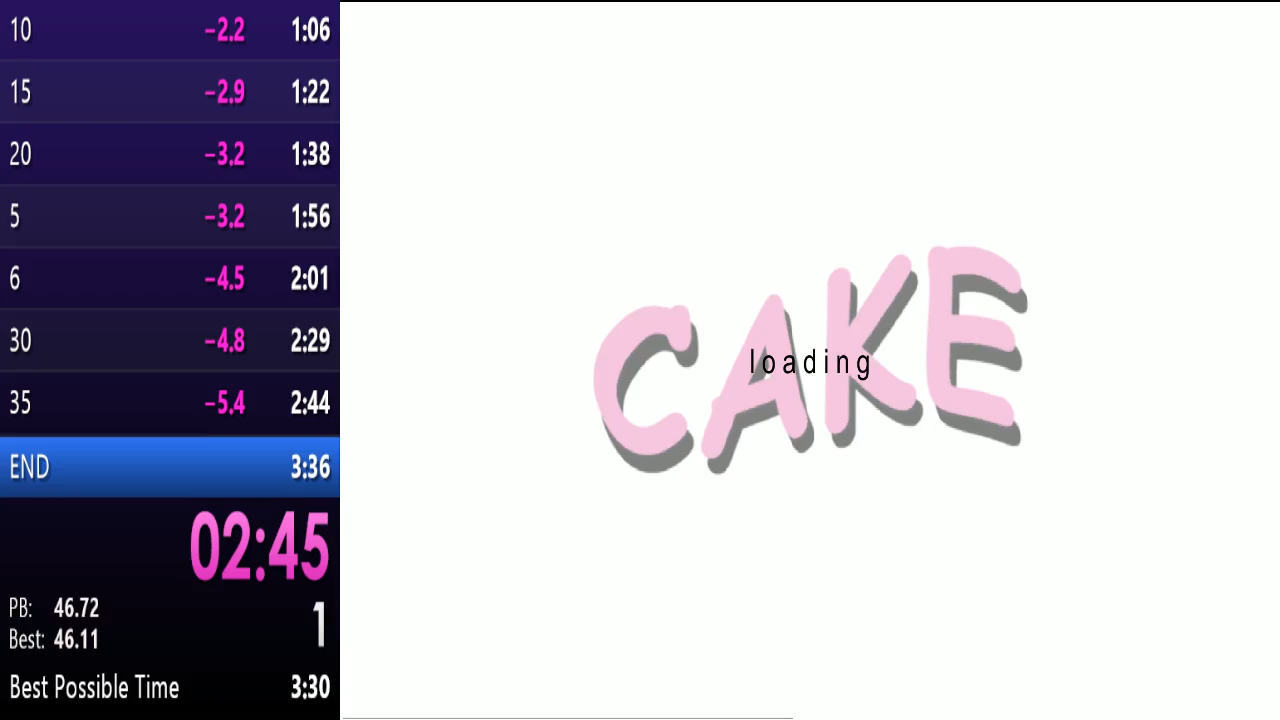 10 −2.2 1:06
15 −2.9 1:22
20 −3.2 1:38
5 −3.2 1:56
6 −4.5 2:01
30 −4.8 2:29
35 −5.4 2:44
END 3:36
02:45
PB: 46.72
Best: 46.11
1
Best Possible Time 3:30
CAKE
loading